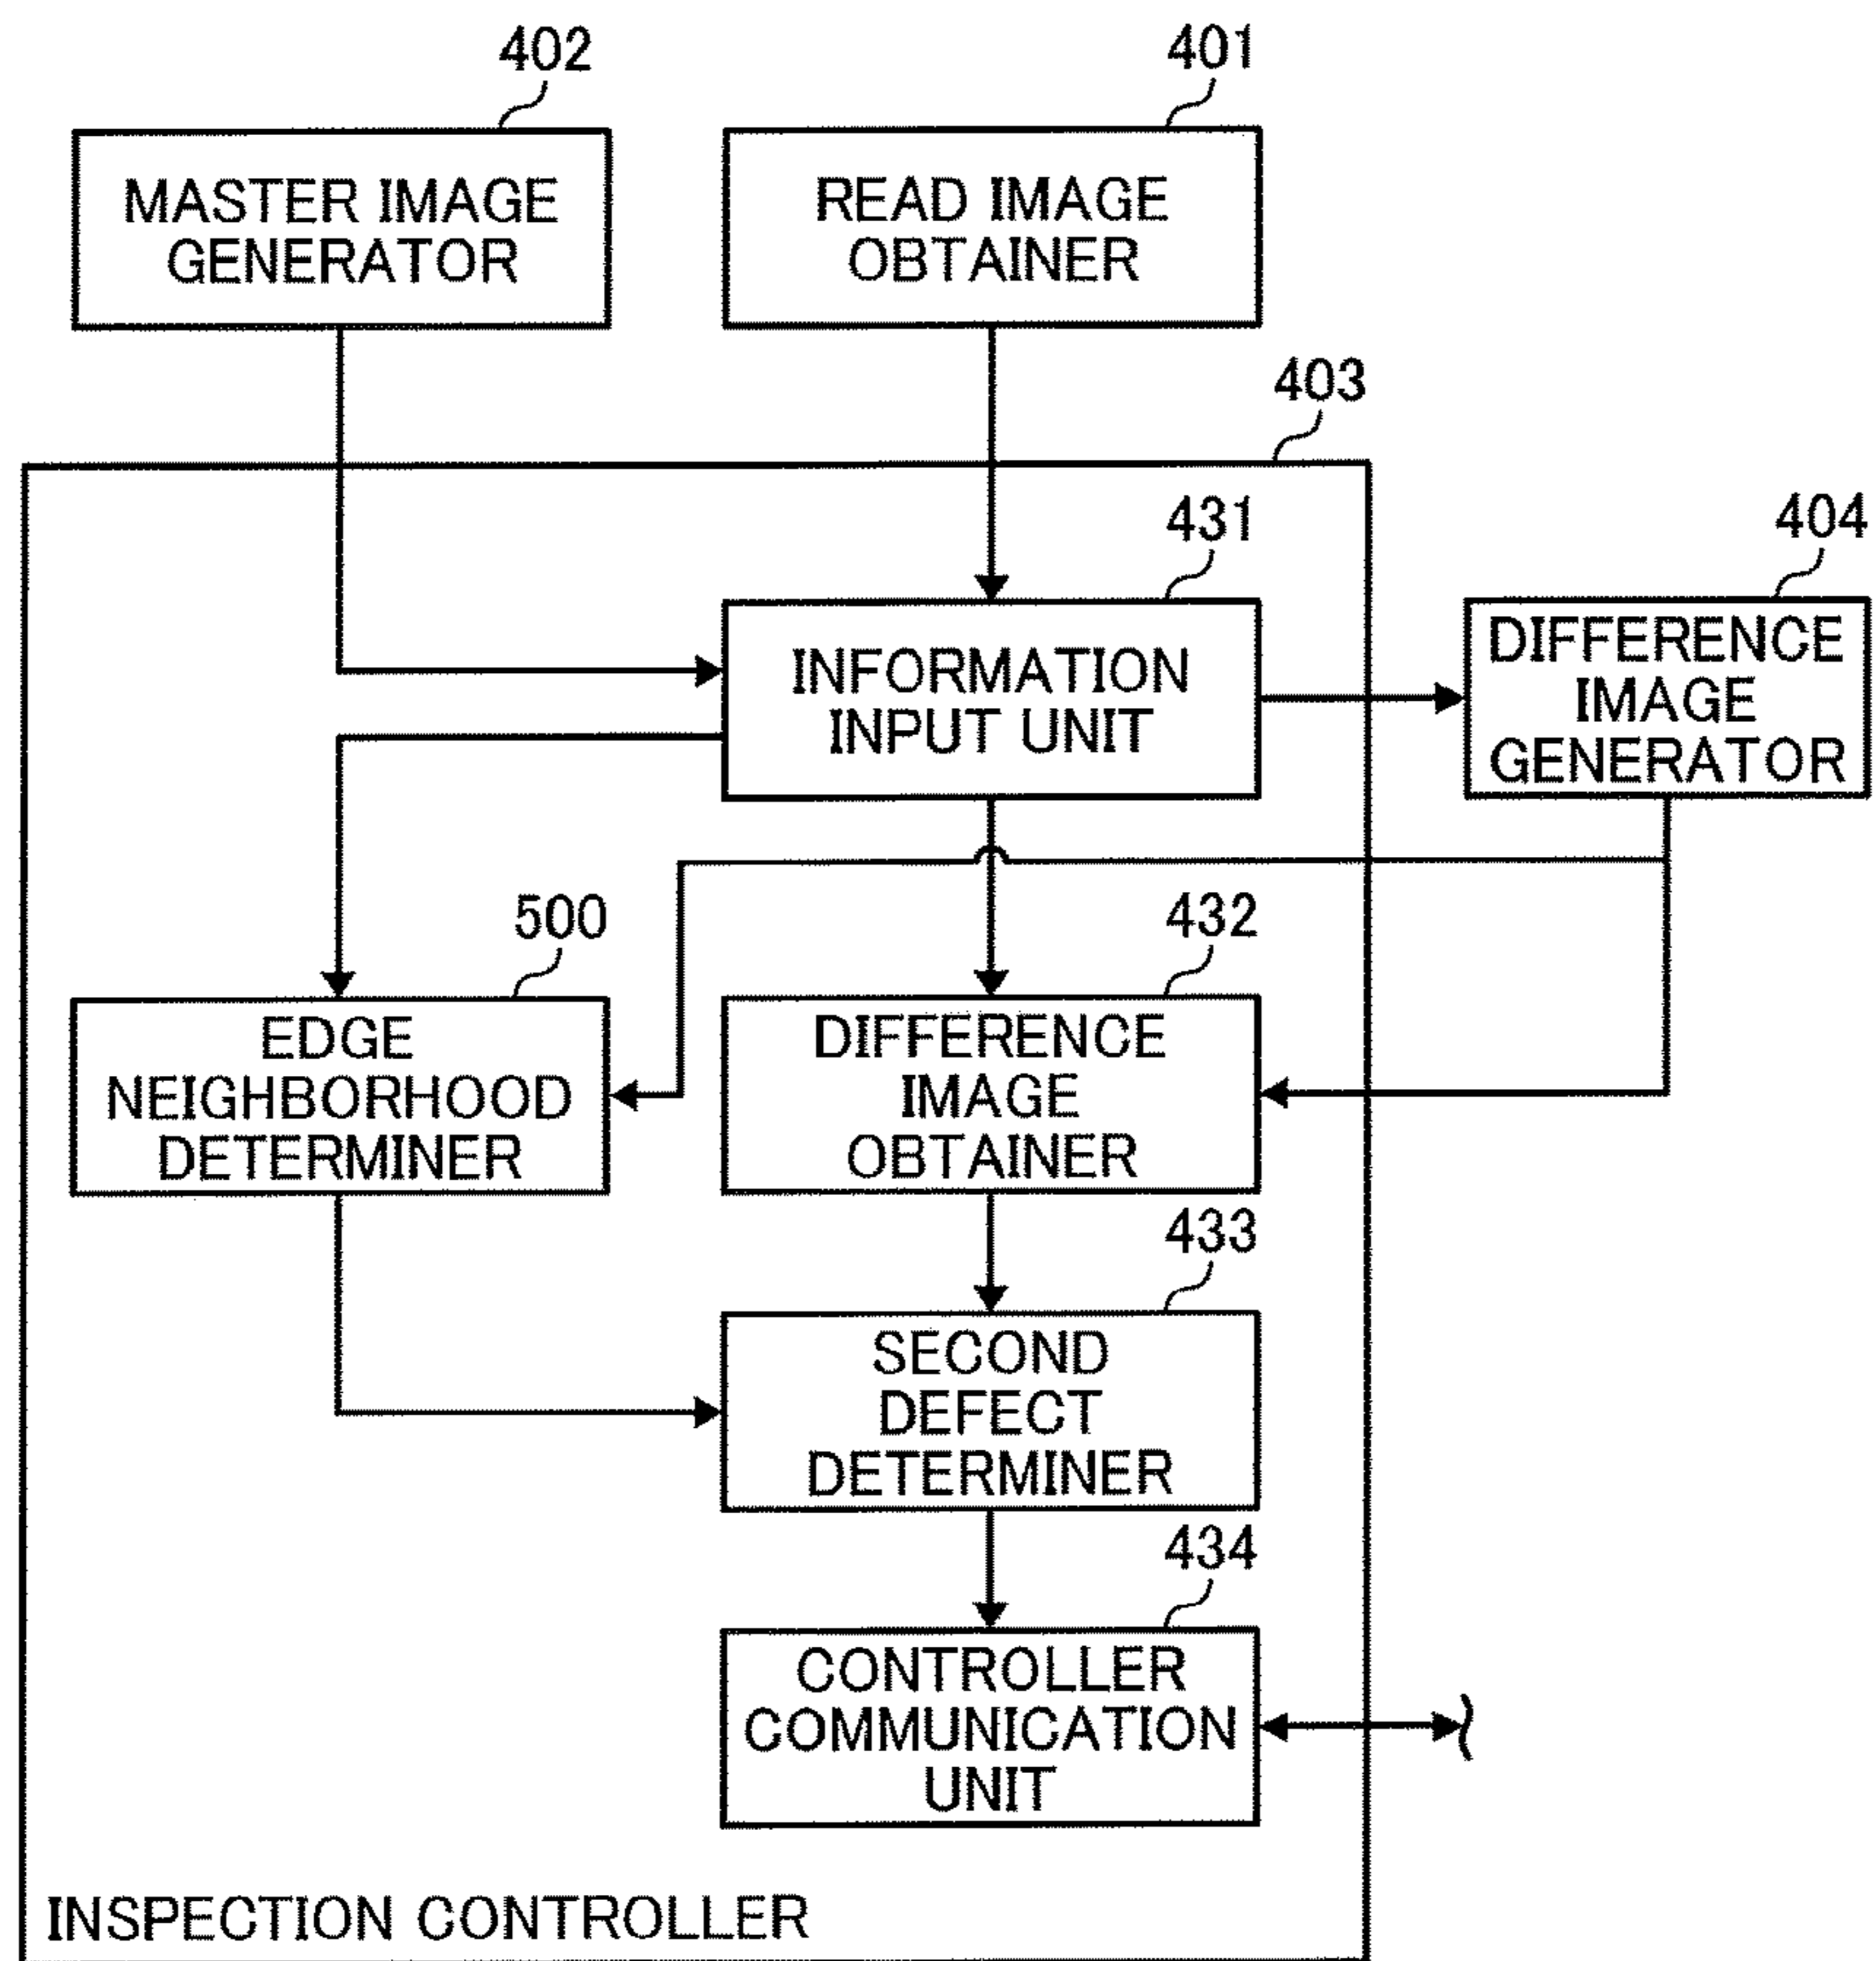 402
401
MASTER IMAGE
GENERATOR
READ IMAGE
OBTAINER
403
431
404
INFORMATION
INPUT UNIT
DIFFERENCE
IMAGE
GENERATOR
500
432
EDGE
NEIGHBORHOOD
DETERMINER
DIFFERENCE
IMAGE
OBTAINER
433
SECOND
DEFECT
DETERMINER
434
CONTROLLER
COMMUNICATION
UNIT
INSPECTION CONTROLLER